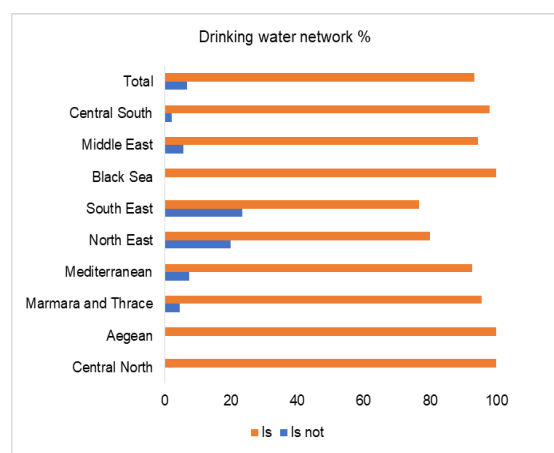 Drinking water network %
Total
Central South
Middle East
Black Sea
South East
North East
Mediterranean
Marmara and Thrace
Aegean
Central North
0 20 40 60 80 100
Is Is not